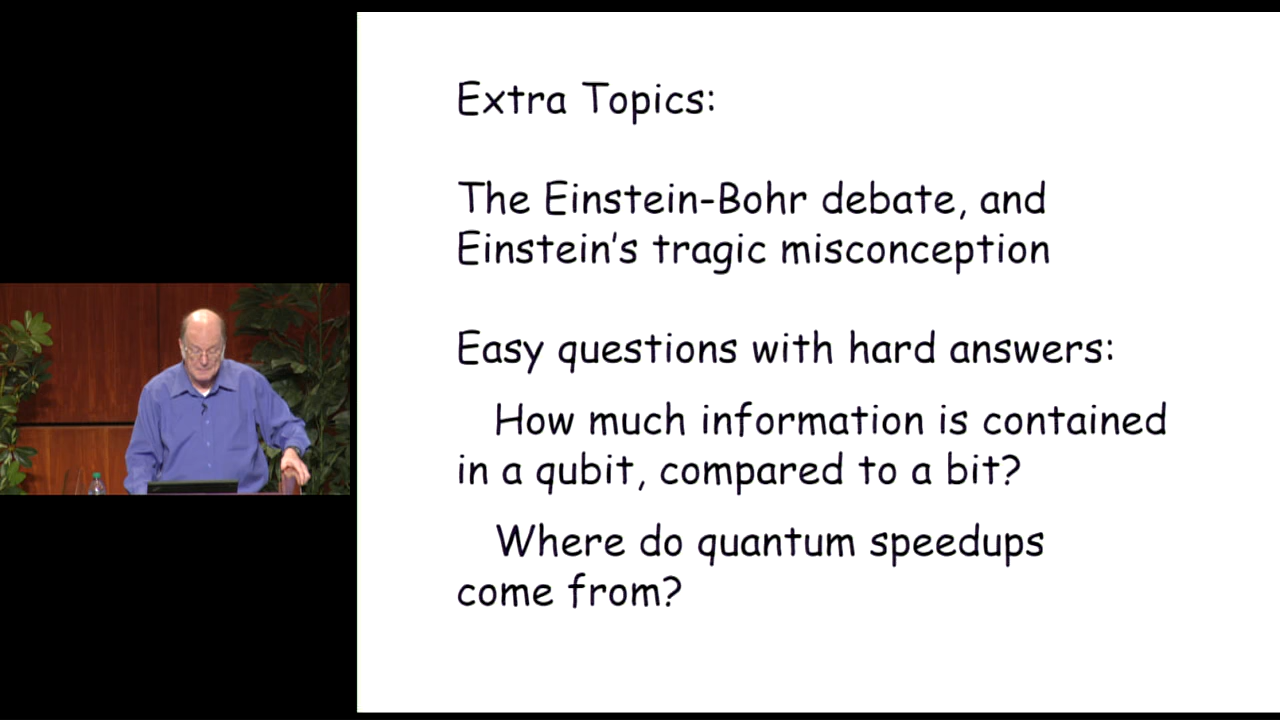 Extra Topics:
The Einstein-Bohr debate, and
Einstein's tragic misconception
Easy questions with hard answers:
How much information is contained
in a qubit, compared to a bit?
Where do quantum speedups
come from?